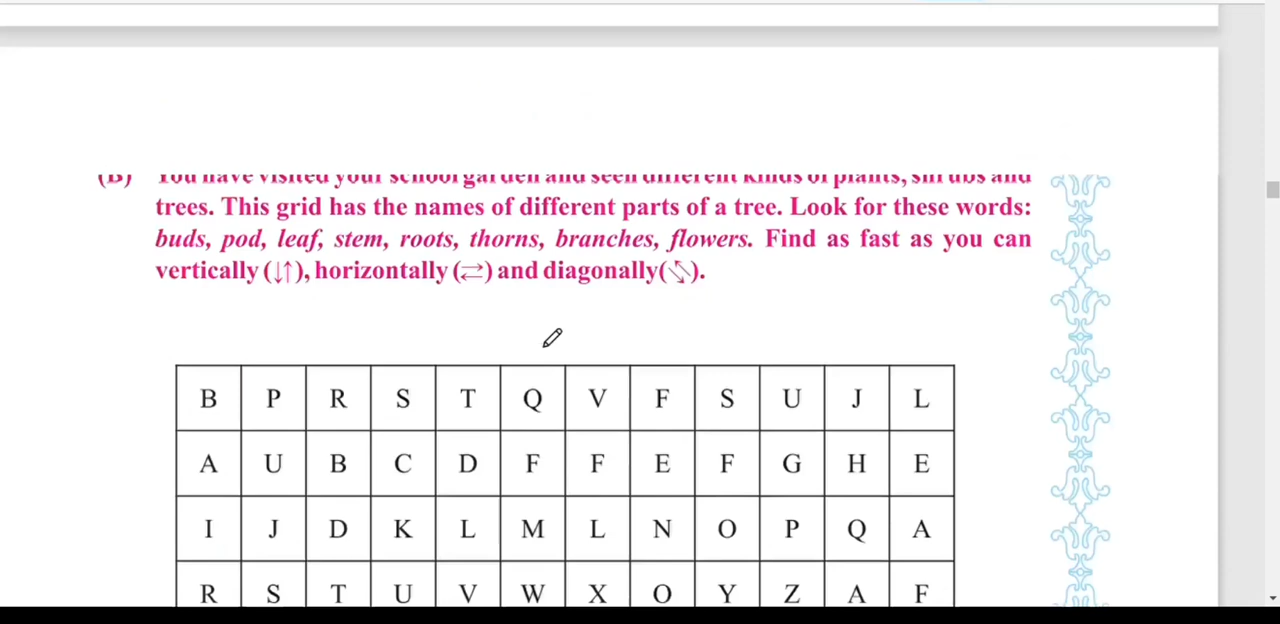 (B) You have visited your school garden and seen different kinds of plants, shrubs and
trees. This grid has the names of different parts of a tree. Look for these words:
buds, pod, leaf, stem, roots, thorns, branches, flowers. Find as fast as you can
vertically (↓↑), horizontally (⇄) and diagonally(⤡).
B P R S T Q V F S U J L
A U B C D F F E F G H E
I J D K L M L N O P Q A
R S T U V W X O Y Z A F